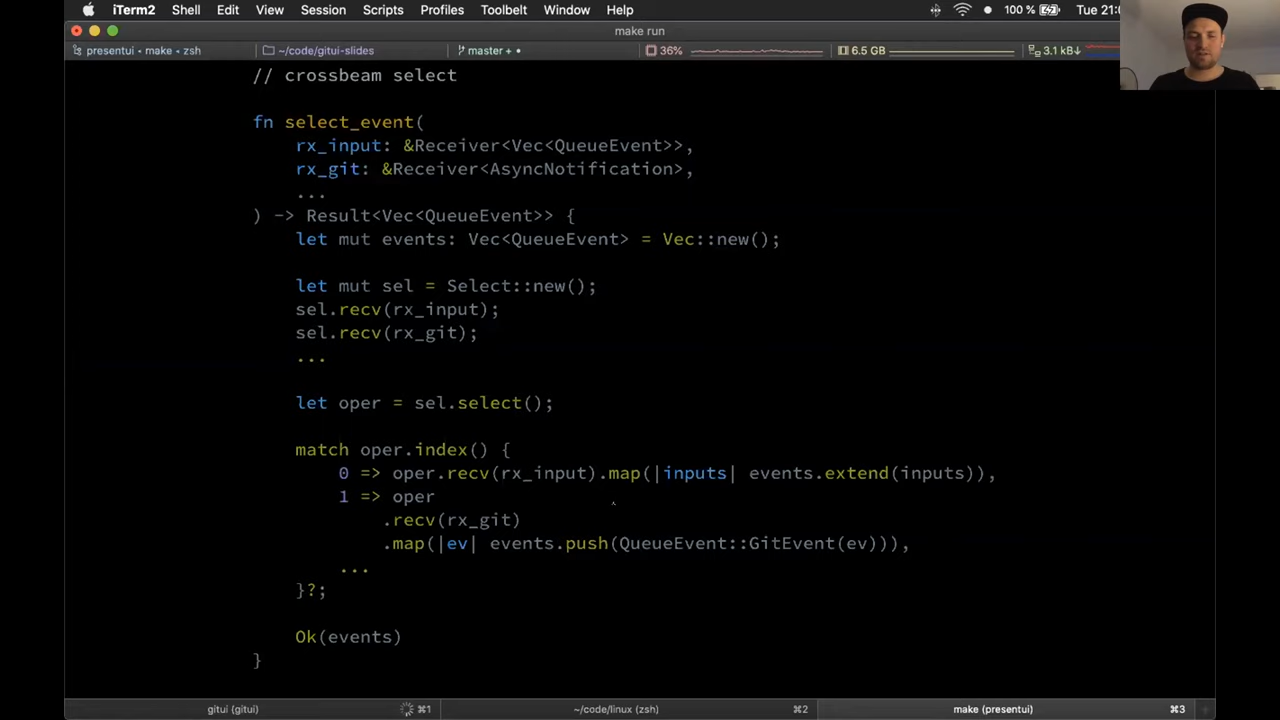 iTerm2 Shell Edit View Session Scripts Profiles Toolbelt Window Help 100 % Tue 21:0
make run
presentui • make • zsh ~/code/gitui-slides master + • 36% 6.5 GB 3.1 kB↓
// crossbeam select
fn select_event(
rx_input: &Receiver<Vec<QueueEvent>>,
rx_git: &Receiver<AsyncNotification>,
...
) -> Result<Vec<QueueEvent>> {
let mut events: Vec<QueueEvent> = Vec::new();
let mut sel = Select::new();
sel.recv(rx_input);
sel.recv(rx_git);
...
let oper = sel.select();
match oper.index() {
0 => oper.recv(rx_input).map(|inputs| events.extend(inputs)),
1 => oper
.recv(rx_git)
.map(|ev| events.push(QueueEvent::GitEvent(ev))),
...
}?;
Ok(events)
}
gitui (gitui) ⌘1 ~/code/linux (zsh) ⌘2 make (presentui) ⌘3